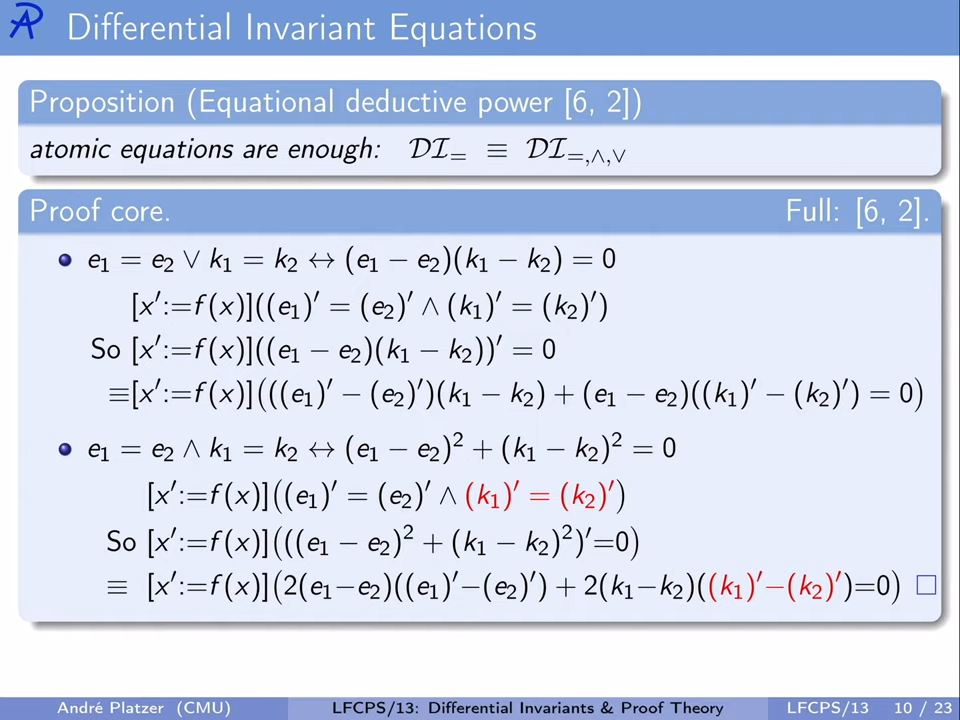 Differential Invariant Equations
Proposition (Equational deductive power [6, 2])
atomic equations are enough: 𝒟ℐ₌ ≡ 𝒟ℐ₌,∧,∨
Proof core. Full: [6, 2].
e₁ = e₂ ∨ k₁ = k₂ ↔ (e₁ − e₂)(k₁ − k₂) = 0
[x′:=f(x)]((e₁)′ = (e₂)′ ∧ (k₁)′ = (k₂)′)
So [x′:=f(x)]((e₁ − e₂)(k₁ − k₂))′ = 0
≡[x′:=f(x)](((e₁)′ − (e₂)′)(k₁ − k₂) + (e₁ − e₂)((k₁)′ − (k₂)′) = 0)
e₁ = e₂ ∧ k₁ = k₂ ↔ (e₁ − e₂)² + (k₁ − k₂)² = 0
[x′:=f(x)]((e₁)′ = (e₂)′ ∧ (k₁)′ = (k₂)′)
So [x′:=f(x)](((e₁ − e₂)² + (k₁ − k₂)²)′=0)
≡ [x′:=f(x)](2(e₁−e₂)((e₁)′−(e₂)′) + 2(k₁−k₂)((k₁)′−(k₂)′)=0) □
André Platzer (CMU) LFCPS/13: Differential Invariants & Proof Theory LFCPS/13 10 / 23